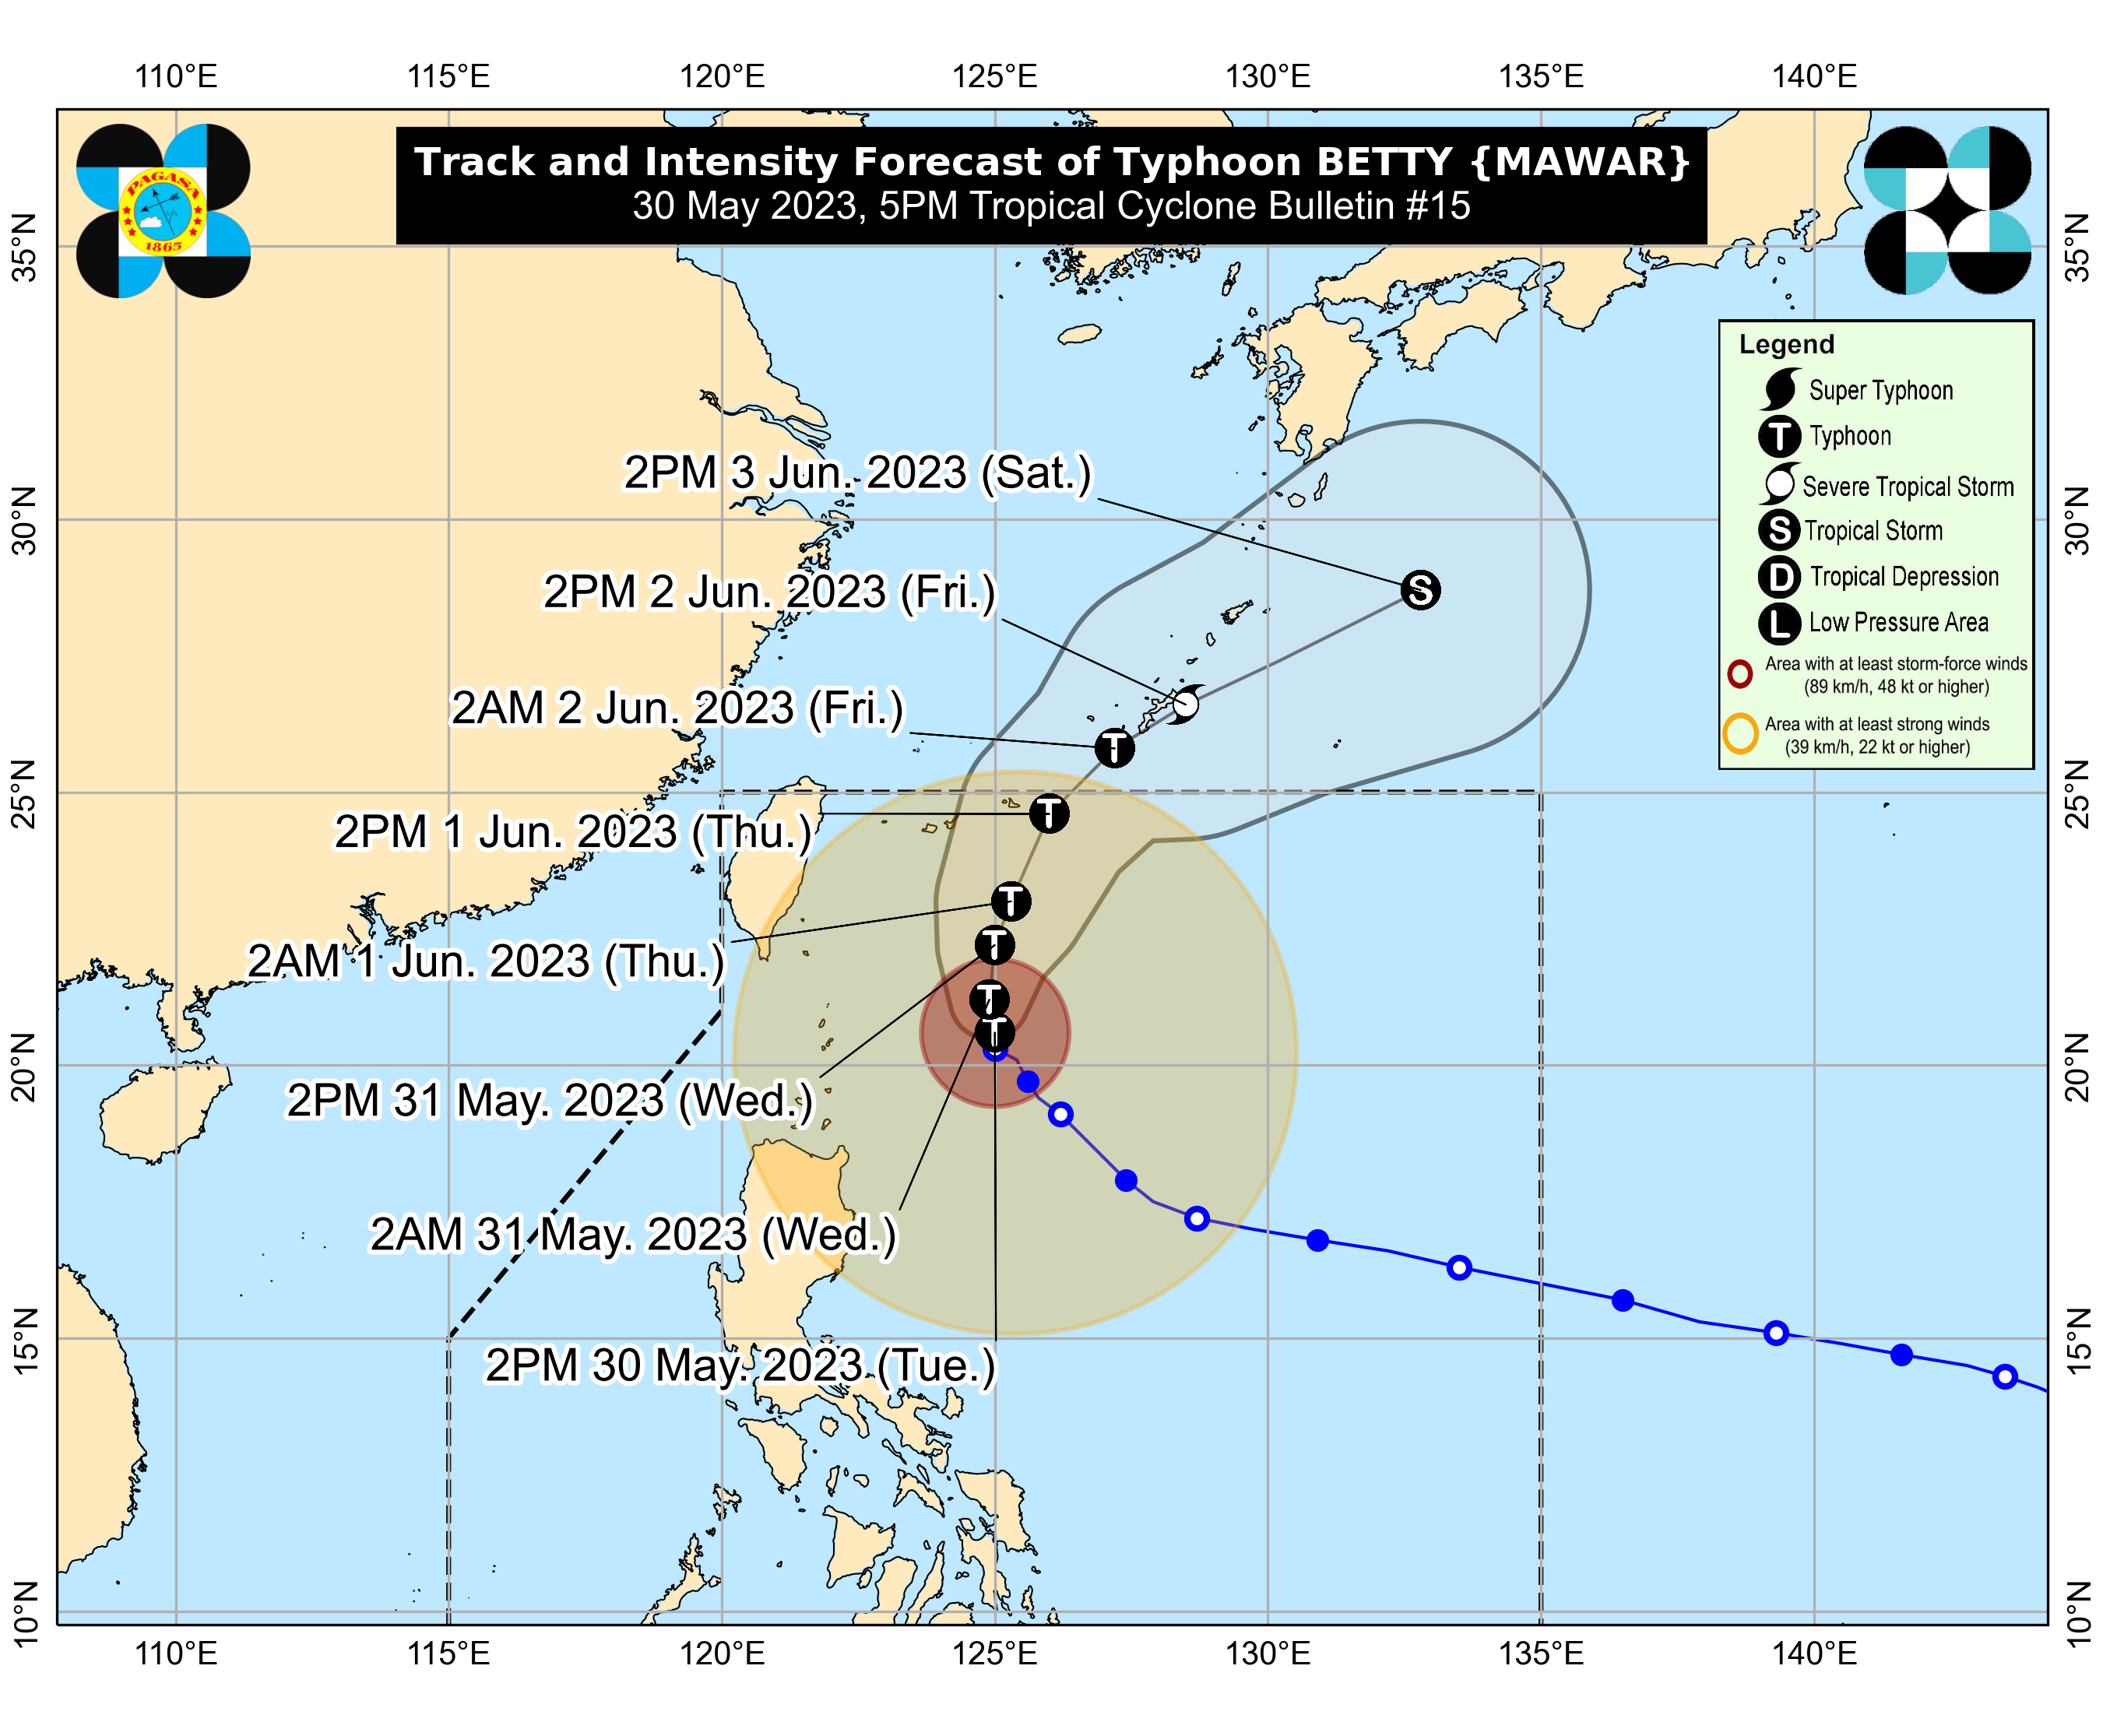 110°E 115°E 120°E 125°E 130°E 135°E 140°E
Track and Intensity Forecast of Typhoon BETTY {MAWAR}
30 May 2023, 5PM Tropical Cyclone Bulletin #15
PAGASA
1865
35°N 35°N
Legend
Super Typhoon
T Typhoon
Severe Tropical Storm
S Tropical Storm
D Tropical Depression
L Low Pressure Area
Area with at least storm-force winds
(89 km/h, 48 kt or higher)
Area with at least strong winds
(39 km/h, 22 kt or higher)
2PM 3 Jun. 2023 (Sat.)
30°N 30°N
S
2PM 2 Jun. 2023 (Fri.)
2AM 2 Jun. 2023 (Fri.)
T
25°N 25°N
2PM 1 Jun. 2023 (Thu.)
T
T
2AM 1 Jun. 2023 (Thu.)
T
T
T
20°N 20°N
2PM 31 May. 2023 (Wed.)
2AM 31 May. 2023 (Wed.)
15°N 15°N
2PM 30 May. 2023 (Tue.)
10°N 10°N
110°E 115°E 120°E 125°E 130°E 135°E 140°E